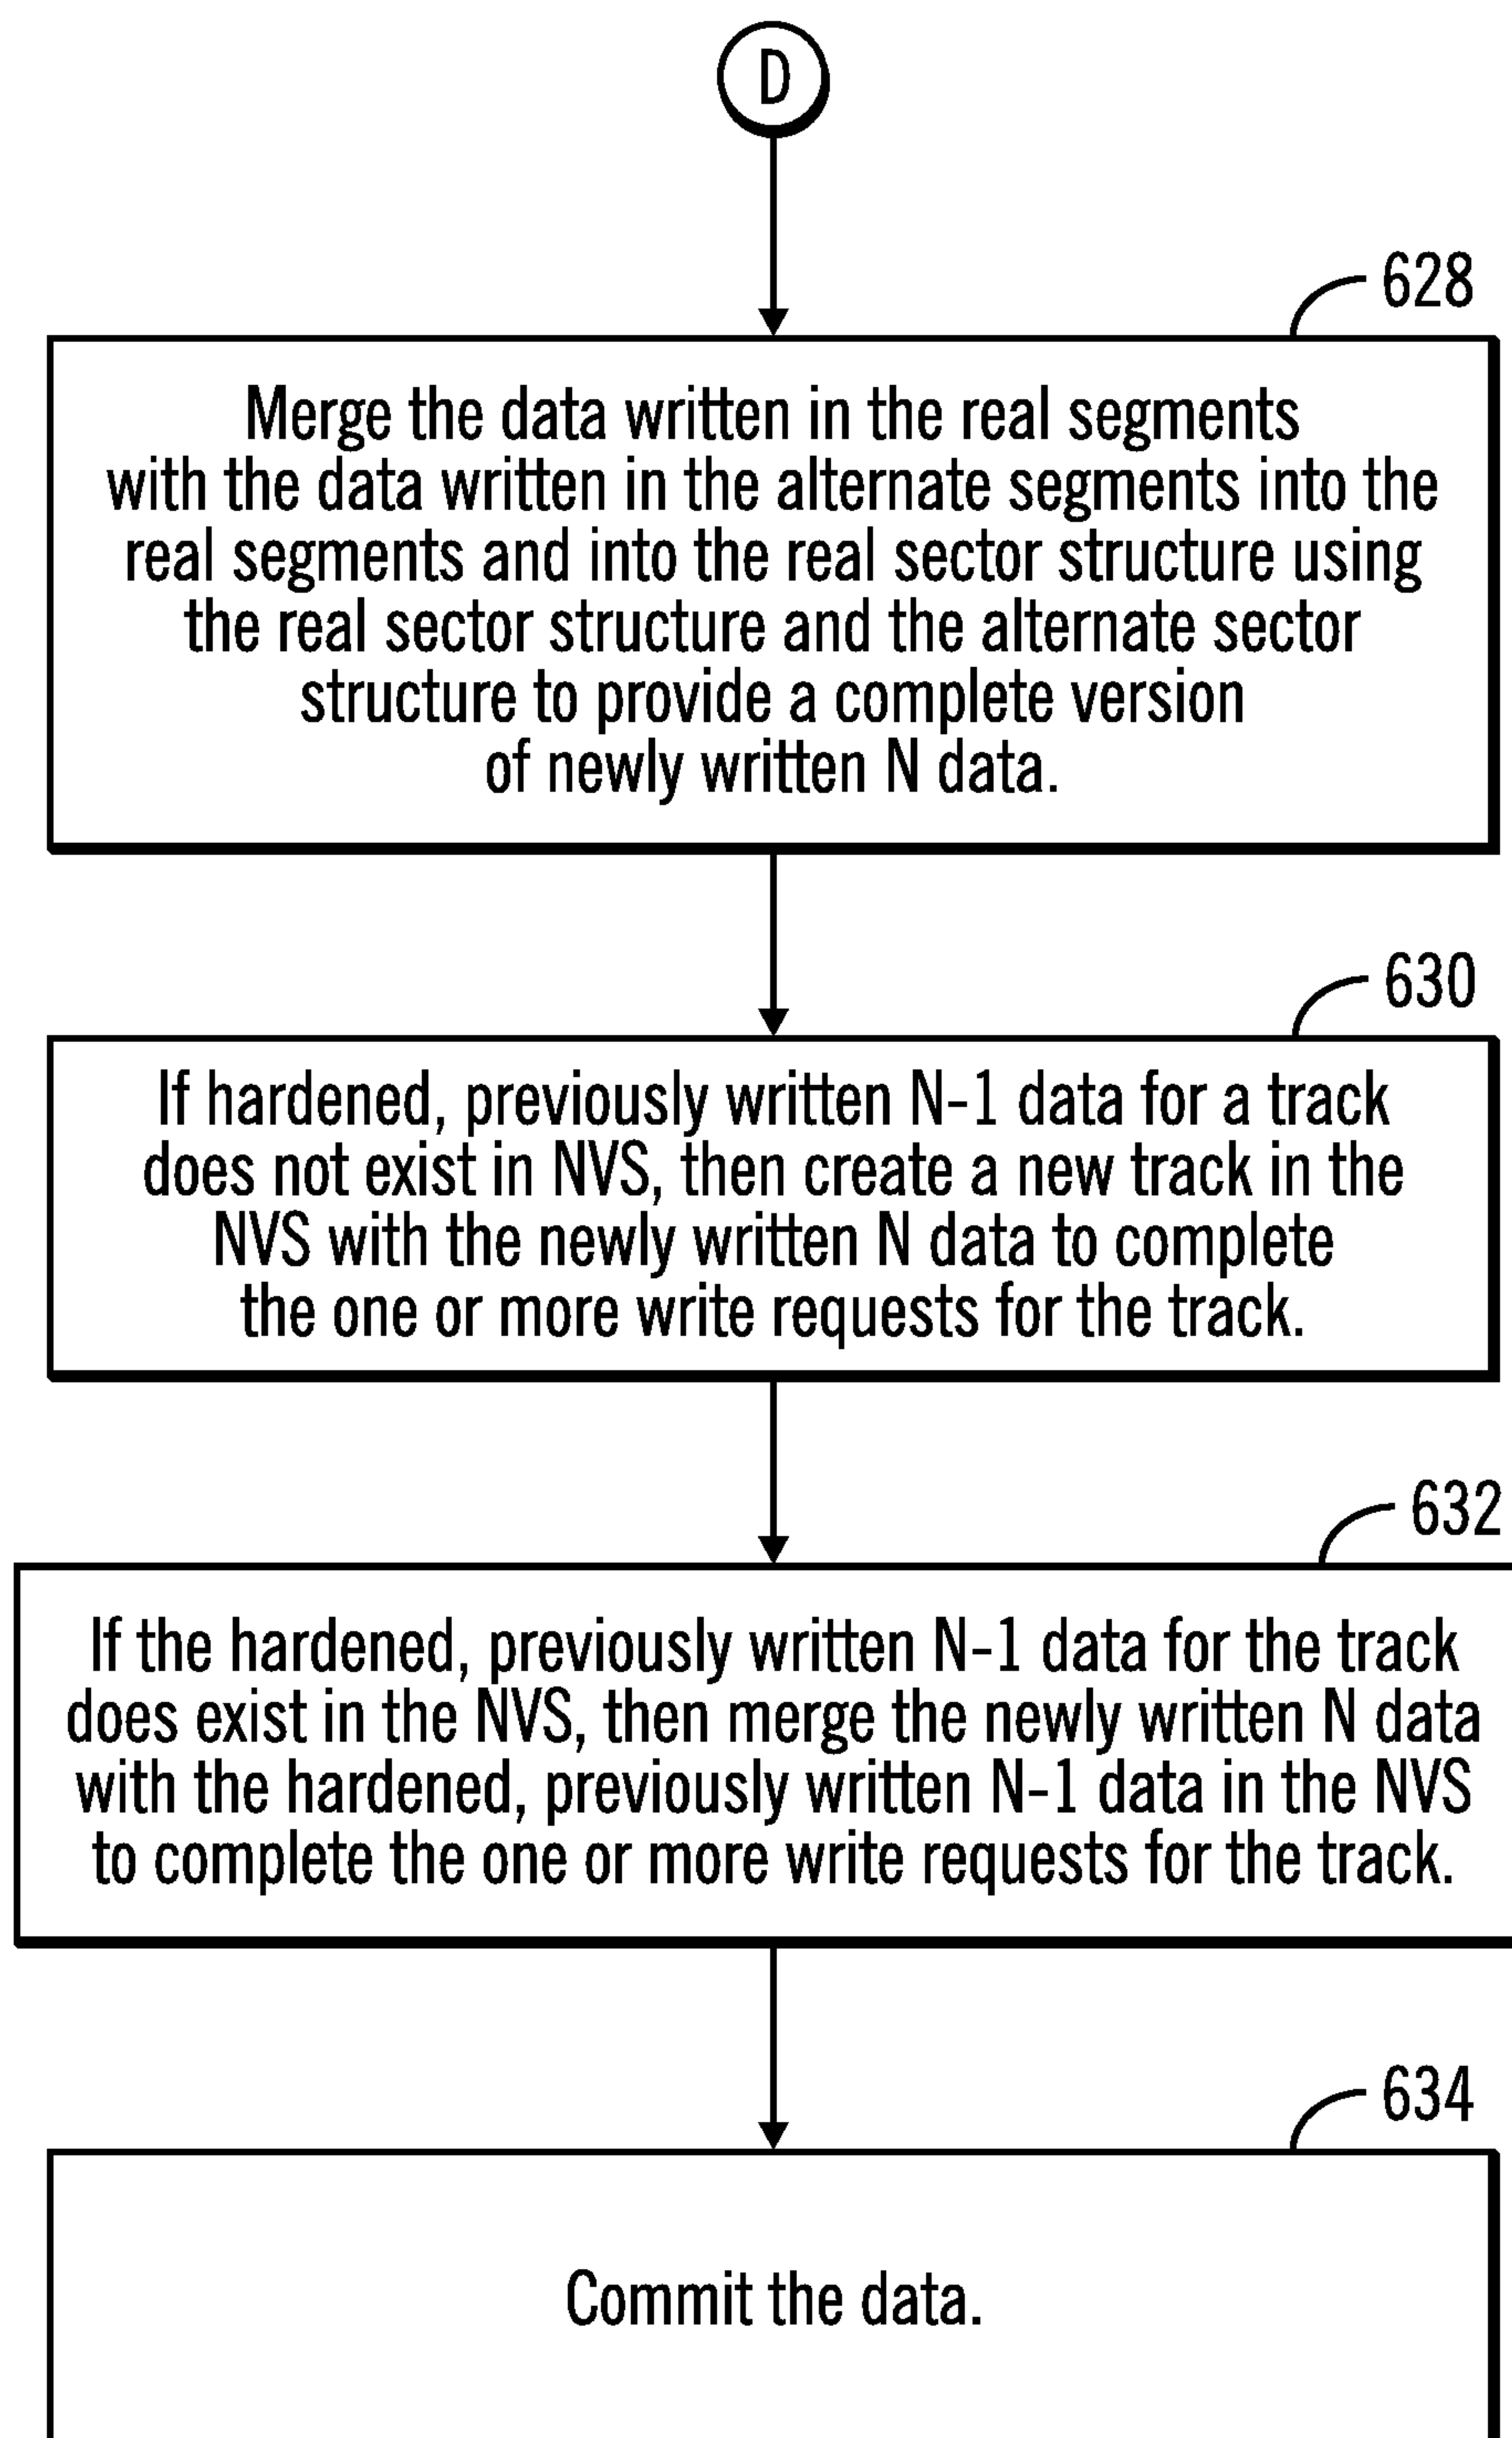 D
628
Merge the data written in the real segments
with the data written in the alternate segments into the
real segments and into the real sector structure using
the real sector structure and the alternate sector
structure to provide a complete version
of newly written N data.
630
If hardened, previously written N-1 data for a track
does not exist in NVS, then create a new track in the
NVS with the newly written N data to complete
the one or more write requests for the track.
632
If the hardened, previously written N-1 data for the track
does exist in the NVS, then merge the newly written N data
with the hardened, previously written N-1 data in the NVS
to complete the one or more write requests for the track.
634
Commit the data.